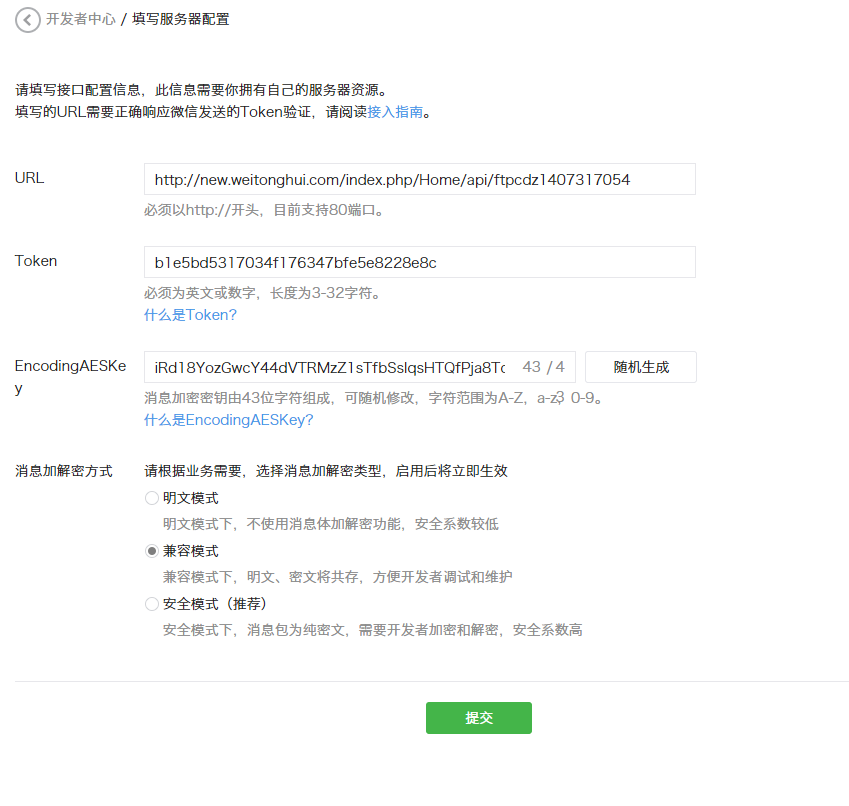 开发者中心 / 填写服务器配置
请填写接口配置信息，此信息需要你拥有自己的服务器资源。
填写的URL需要正确响应微信发送的Token验证，请阅读接入指南。
URL
http://new.weitonghui.com/index.php/Home/api/ftpcdz1407317054
必须以http://开头，目前支持80端口。
Token
b1e5bd5317034f176347bfe5e8228e8c
必须为英文或数字，长度为3-32字符。
什么是Token?
EncodingAESKe
y
iRd18YozGwcY44dVTRMzZ1sTfbSslqsHTQfPja8Tc 43 / 4
3
随机生成
消息加密密钥由43位字符组成，可随机修改，字符范围为A-Z，a-z，0-9。
什么是EncodingAESKey?
消息加解密方式
请根据业务需要，选择消息加解密类型，启用后将立即生效
明文模式
明文模式下，不使用消息体加解密功能，安全系数较低
兼容模式
兼容模式下，明文、密文将共存，方便开发者调试和维护
安全模式（推荐）
安全模式下，消息包为纯密文，需要开发者加密和解密，安全系数高
提交